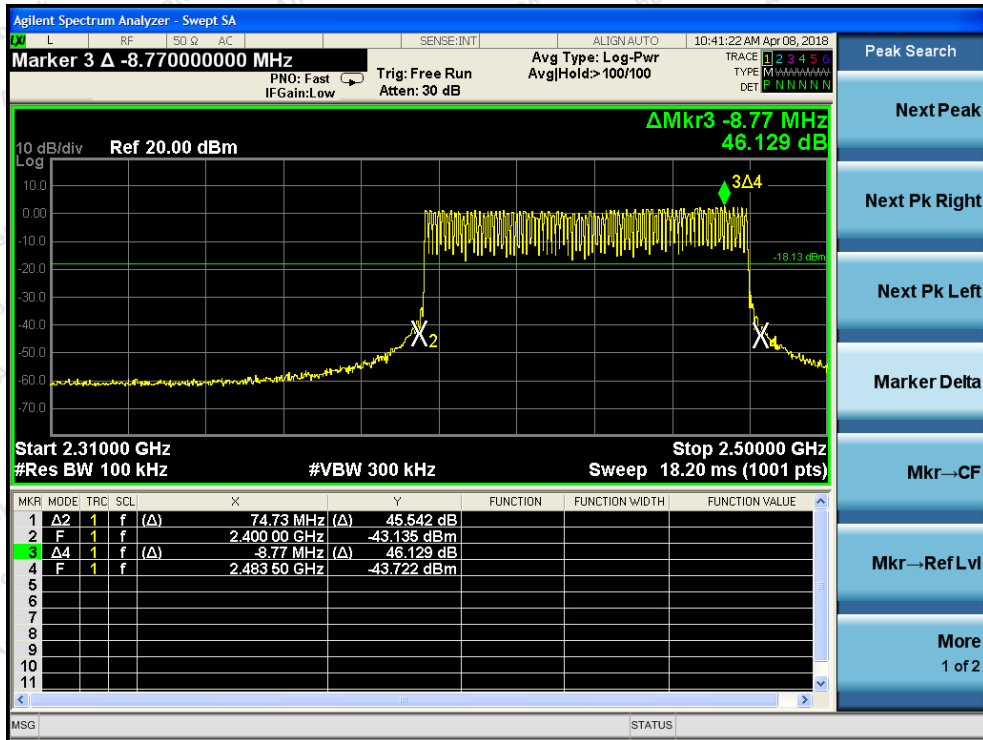 Agilent Spectrum Analyzer - Swept SA
LXI L RF 50 Ω AC SENSE:INT ALIGN AUTO 10:41:22 AM Apr 08, 2018
Marker 3 Δ -8.770000000 MHz
PNO: Fast
IFGain:Low
Trig: Free Run
Atten: 30 dB
Avg Type: Log-Pwr
Avg|Hold:>100/100
TRACE 1 2 3 4 5 6
TYPE M WWWWW
DET P N N N N N
ΔMkr3 -8.77 MHz
46.129 dB
10 dB/div Ref 20.00 dBm
Log
3Δ4
10.0
0.00
-10.0
-18.13 dBm
-20.0
-30.0
-40.0
2
4
-50.0
-60.0
-70.0
Start 2.31000 GHz Stop 2.50000 GHz
#Res BW 100 kHz #VBW 300 kHz Sweep 18.20 ms (1001 pts)
MKR MODE TRC SCL X Y FUNCTION FUNCTION WIDTH FUNCTION VALUE
1 Δ2 1 f (Δ) 74.73 MHz (Δ) 45.542 dB
2 F 1 f 2.400 00 GHz -43.135 dBm
3 Δ4 1 f (Δ) -8.77 MHz (Δ) 46.129 dB
4 F 1 f 2.483 50 GHz -43.722 dBm
5
6
7
8
9
10
11
MSG STATUS
Peak Search
Next Peak
Next Pk Right
Next Pk Left
Marker Delta
Mkr→CF
Mkr→Ref Lvl
More
1 of 2